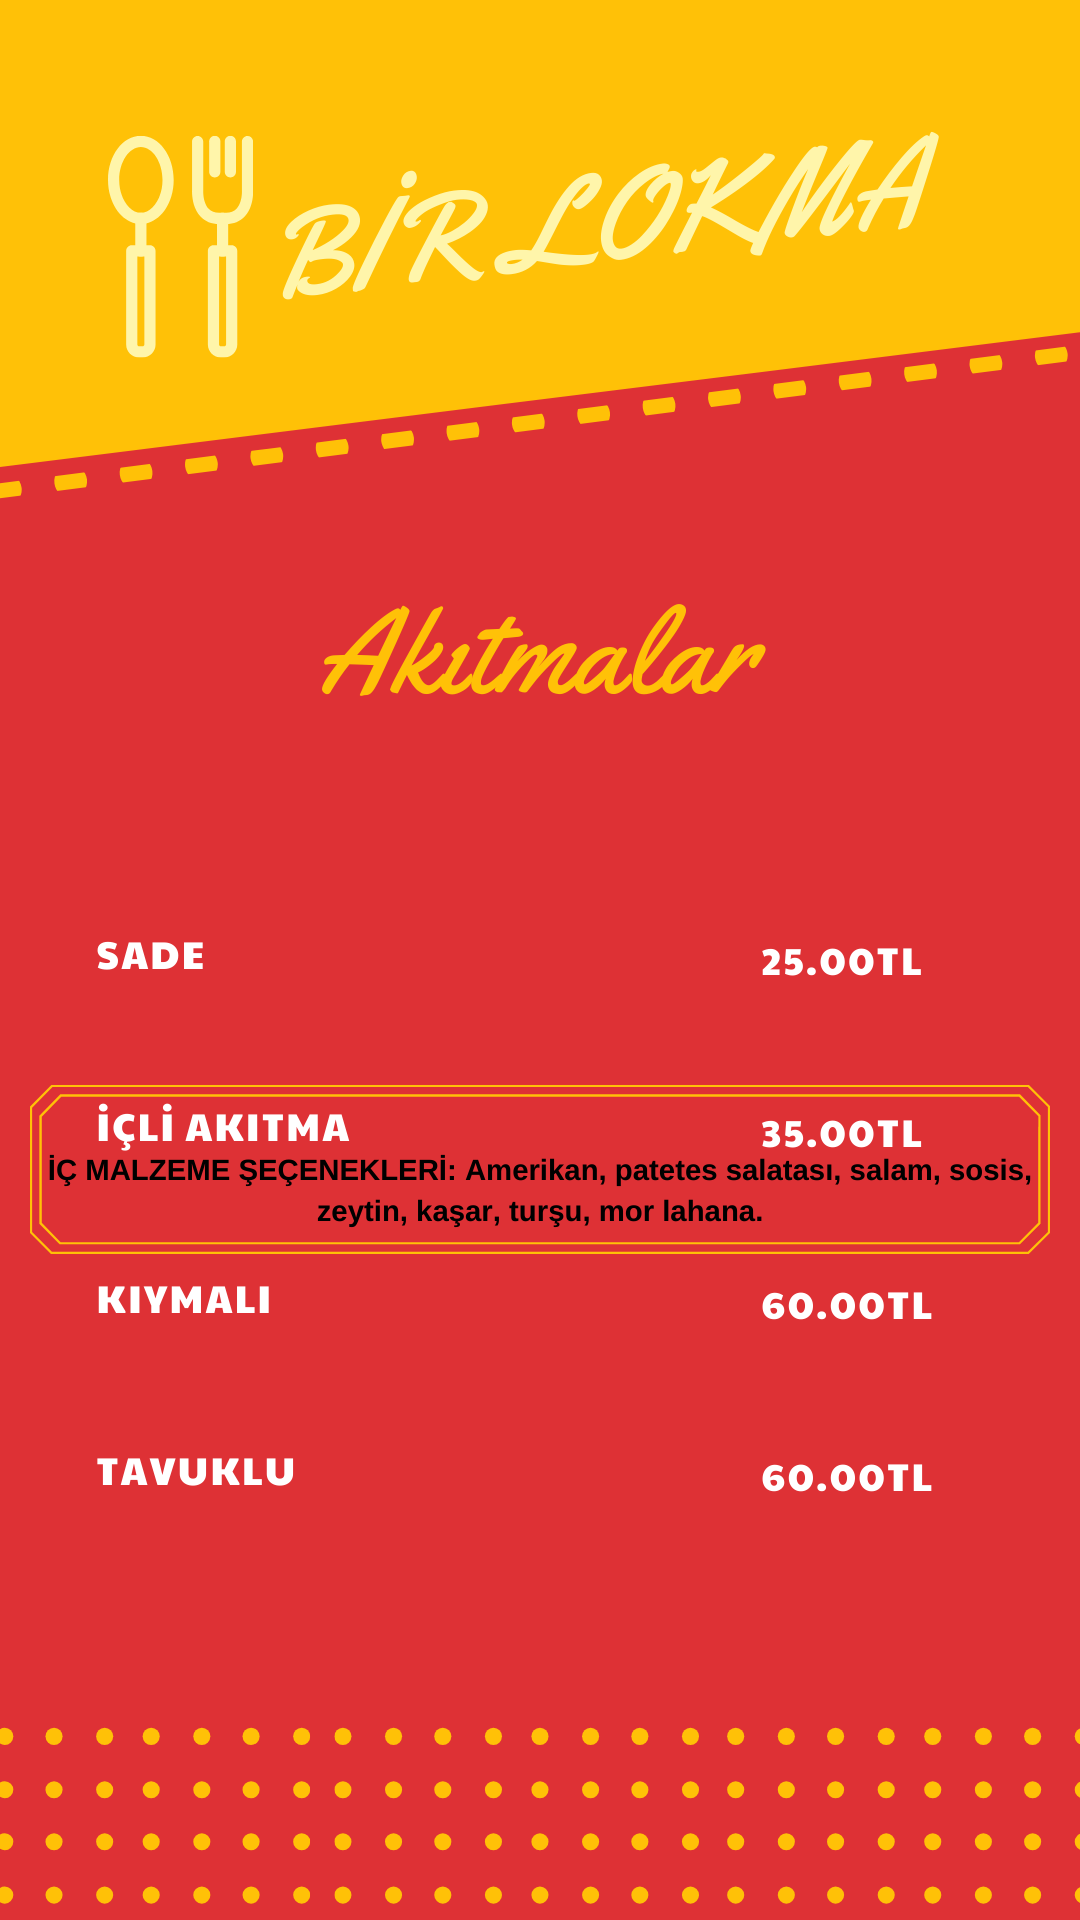 BİR LOKMA
Akıtmalar
SADE 25.00TL
İÇLİ AKITMA 35.00TL
İÇ MALZEME ŞEÇENEKLERİ: Amerikan, patetes salatası, salam, sosis,
zeytin, kaşar, turşu, mor lahana.
KIYMALI 60.00TL
TAVUKLU 60.00TL